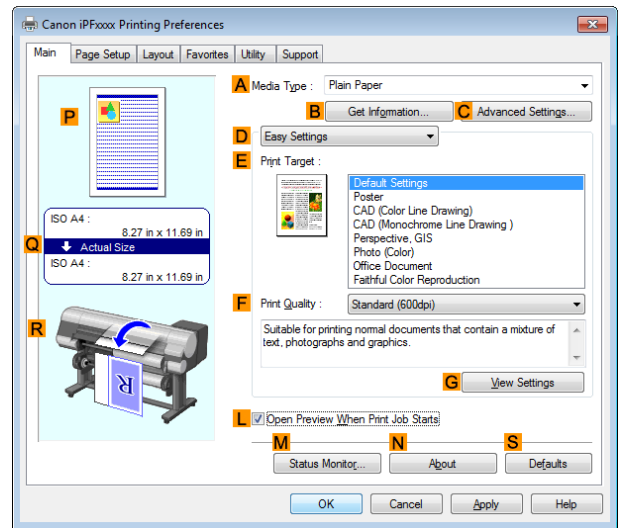 Canon iPFxxxx Printing Preferences
Main Page Setup Layout Favorites Utility Support
A Media Type : Plain Paper
B Get Information... C Advanced Settings...
D Easy Settings
E Print Target :
Default Settings
Poster
CAD (Color Line Drawing)
CAD (Monochrome Line Drawing )
Perspective, GIS
Photo (Color)
Office Document
Faithful Color Reproduction
F Print Quality : Standard (600dpi)
Suitable for printing normal documents that contain a mixture of
text, photographs and graphics.
G View Settings
L Open Preview When Print Job Starts
M N S
Status Monitor... About Defaults
OK Cancel Apply Help
P
ISO A4 :
8.27 in x 11.69 in
Q Actual Size
ISO A4 :
8.27 in x 11.69 in
R
R